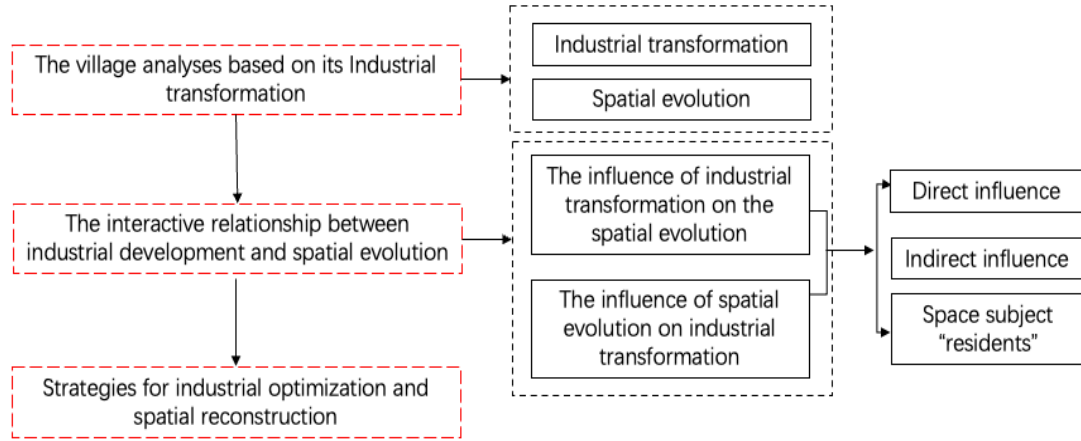 The village analyses based on its Industrial
transformation
Industrial transformation
Spatial evolution
The interactive relationship between
industrial development and spatial evolution
The influence of industrial
transformation on the
spatial evolution
The influence of spatial
evolution on industrial
transformation
Direct influence
Indirect influence
Space subject
“residents”
Strategies for industrial optimization and
spatial reconstruction